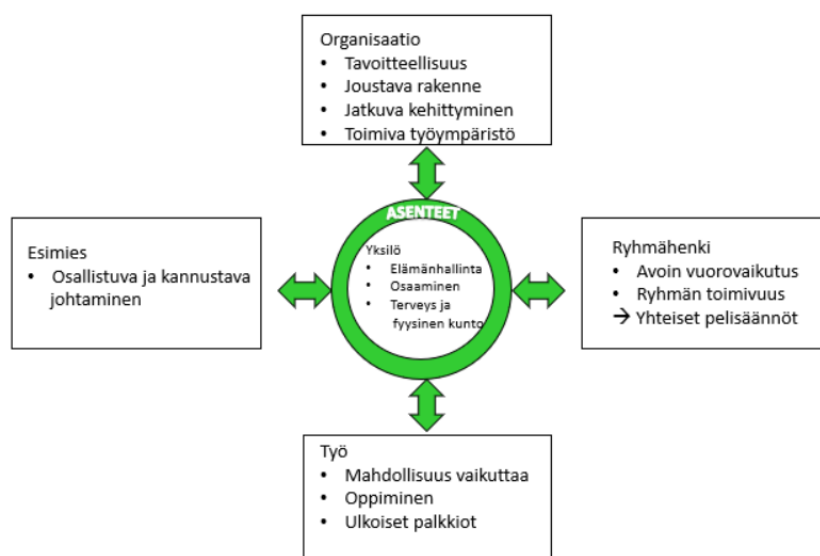 Organisaatio
• Tavoitteellisuus
• Joustava rakenne
• Jatkuva kehittyminen
• Toimiva työympäristö
Esimies
• Osallistuva ja kannustava
johtaminen
ASENTEET
Yksilö
• Elämänhallinta
• Osaaminen
• Terveys ja
fyysinen kunto
Ryhmähenki
• Avoin vuorovaikutus
• Ryhmän toimivuus
→ Yhteiset pelisäännöt
Työ
• Mahdollisuus vaikuttaa
• Oppiminen
• Ulkoiset palkkiot